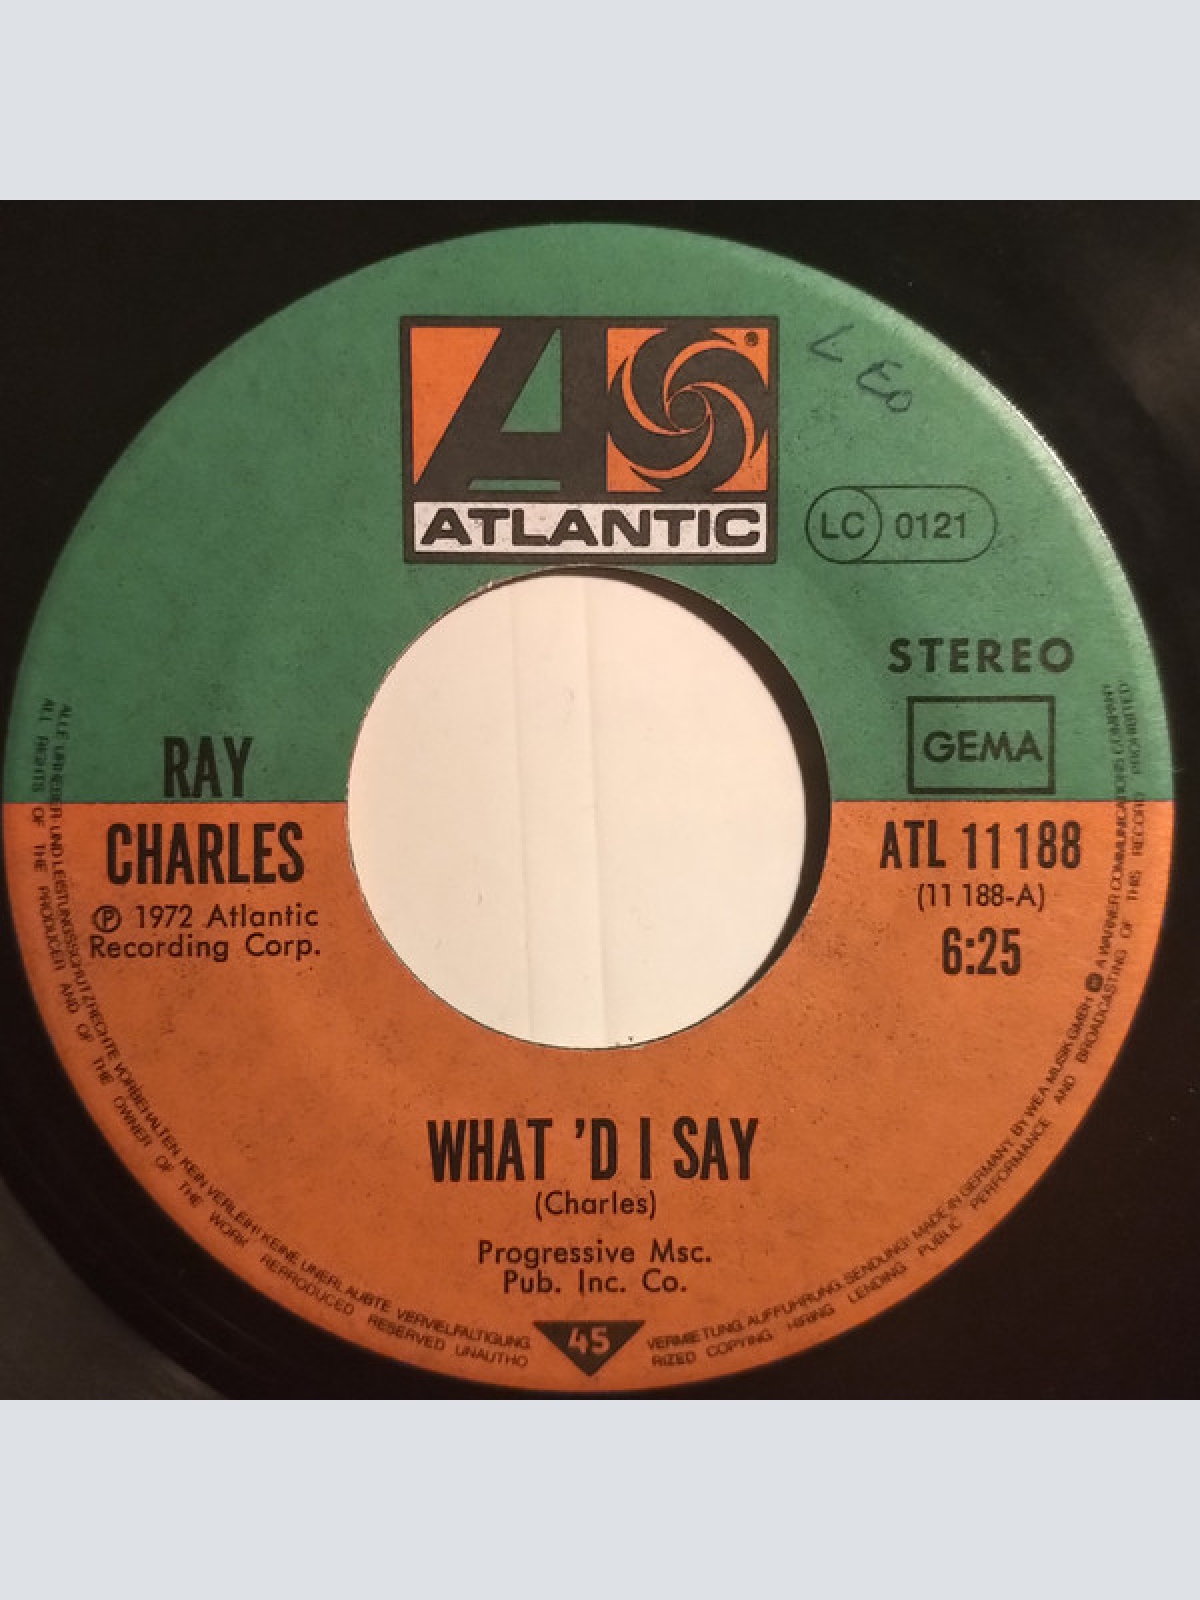 LEO
®
ATLANTIC
LC 0121
STEREO
GEMA
RAY
CHARLES
℗ 1972 Atlantic
Recording Corp.
ATL 11 188
(11 188-A)
6:25
WHAT 'D I SAY
(Charles)
Progressive Msc.
Pub. Inc. Co.
45
ALLE URHEBER- UND LEISTUNGSSCHUTZRECHTE VORBEHALTEN. KEIN VERLEIH! KEINE UNERLAUBTE VERVIELFÄLTIGUNG, VERMIETUNG, AUFFÜHRUNG, SENDUNG! MADE IN GERMANY. BY WEA MUSIK GMBH A WARNER COMMUNICATIONS COMPANY
ALL RIGHTS OF THE PRODUCER AND OF THE OWNER OF THE WORK REPRODUCED RESERVED UNAUTHORIZED COPYING HIRING LENDING PUBLIC PERFORMANCE AND BROADCASTING OF THIS RECORD PROHIBITED